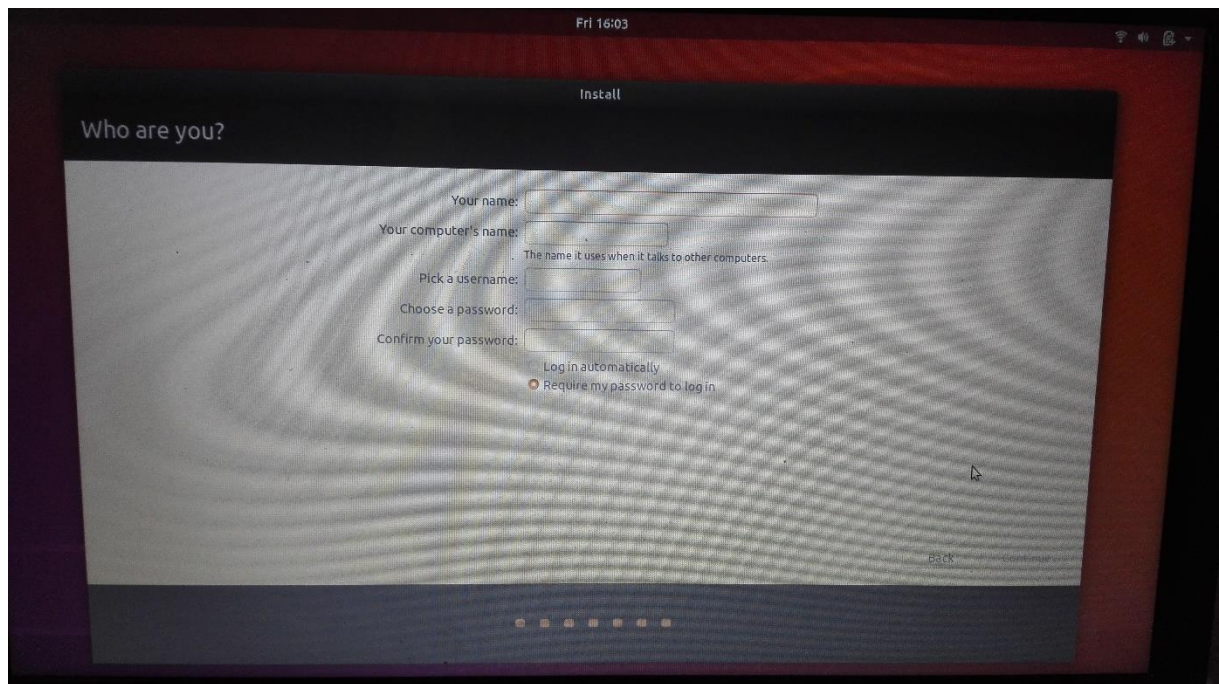 Fri 16:03
Install
Who are you?
Your name:
Your computer's name:
The name it uses when it talks to other computers.
Pick a username:
Choose a password:
Confirm your password:
Log in automatically
Require my password to log in
Back Continue